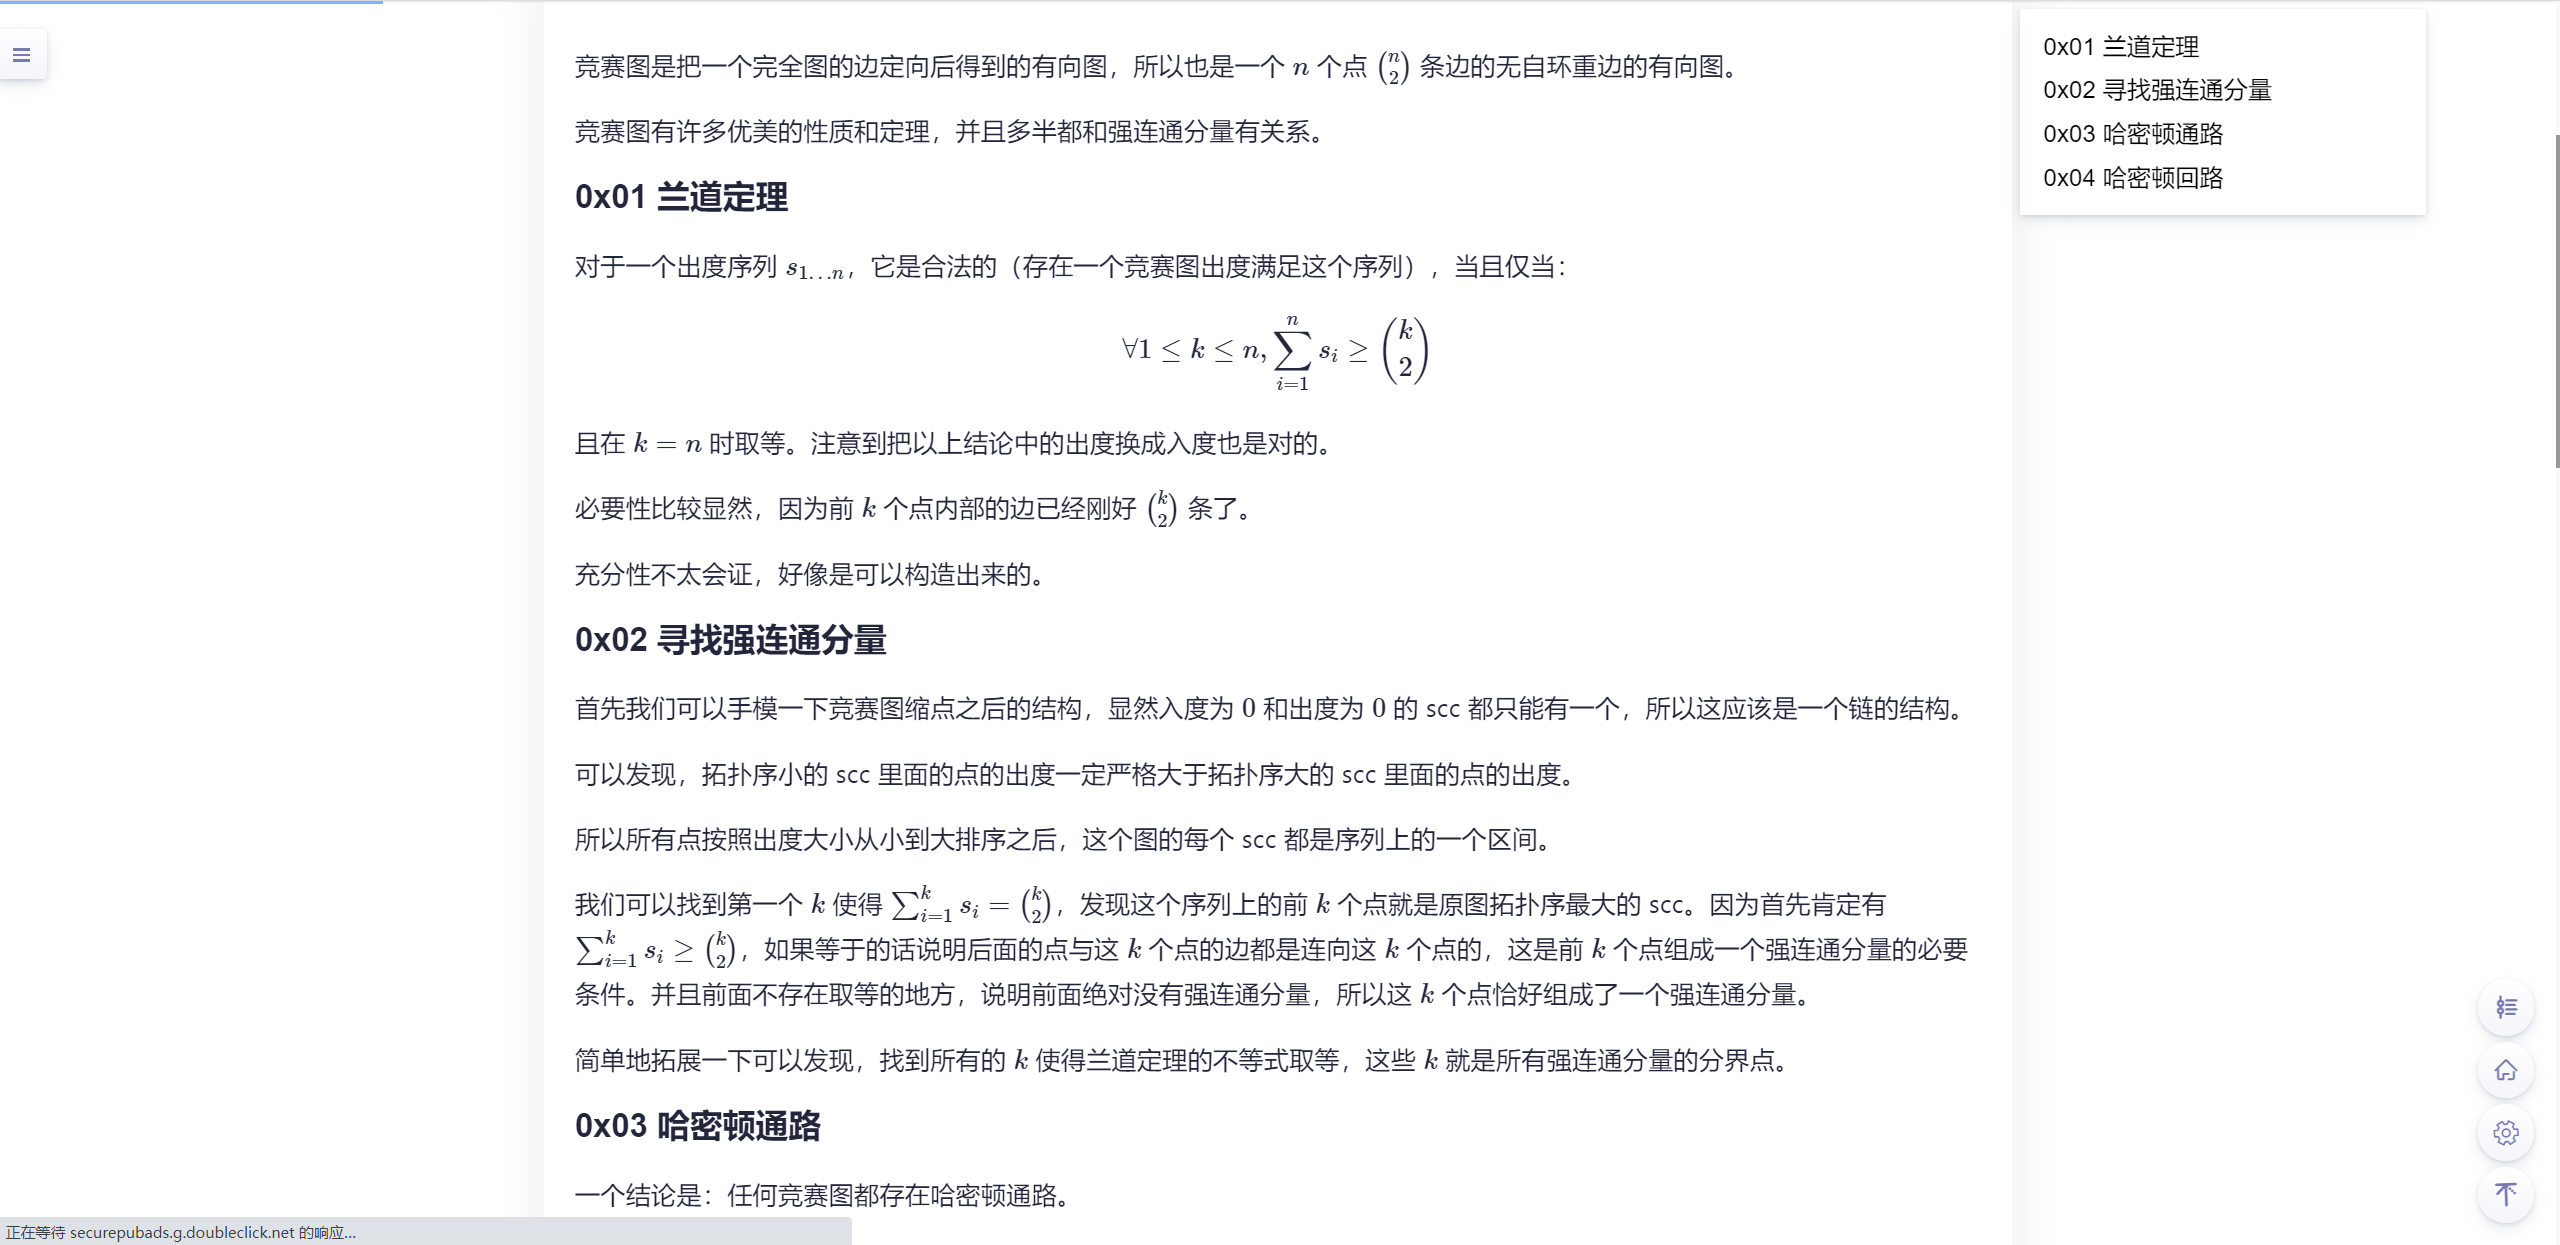 竞赛图是把一个完全图的边定向后得到的有向图，所以也是一个 n 个点 \binom{n}{2} 条边的无自环重边的有向图。
竞赛图有许多优美的性质和定理，并且多半都和强连通分量有关系。
0x01 兰道定理
对于一个出度序列 s_{1…n}，它是合法的（存在一个竞赛图出度满足这个序列），当且仅当：
∀1 ≤ k ≤ n, \sum_{i=1}^{n} s_i ≥ \binom{k}{2}
且在 k = n 时取等。注意到把以上结论中的出度换成入度也是对的。
必要性比较显然，因为前 k 个点内部的边已经刚好 \binom{k}{2} 条了。
充分性不太会证，好像是可以构造出来的。
0x02 寻找强连通分量
首先我们可以手模一下竞赛图缩点之后的结构，显然入度为 0 和出度为 0 的 scc 都只能有一个，所以这应该是一个链的结构。
可以发现，拓扑序小的 scc 里面的点的出度一定严格大于拓扑序大的 scc 里面的点的出度。
所以所有点按照出度大小从小到大排序之后，这个图的每个 scc 都是序列上的一个区间。
我们可以找到第一个 k 使得 \sum_{i=1}^{k} s_i = \binom{k}{2}，发现这个序列上的前 k 个点就是原图拓扑序最大的 scc。因为首先肯定有
\sum_{i=1}^{k} s_i ≥ \binom{k}{2}，如果等于的话说明后面的点与这 k 个点的边都是连向这 k 个点的，这是前 k 个点组成一个强连通分量的必要
条件。并且前面不存在取等的地方，说明前面绝对没有强连通分量，所以这 k 个点恰好组成了一个强连通分量。
简单地拓展一下可以发现，找到所有的 k 使得兰道定理的不等式取等，这些 k 就是所有强连通分量的分界点。
0x03 哈密顿通路
一个结论是：任何竞赛图都存在哈密顿通路。
0x01 兰道定理
0x02 寻找强连通分量
0x03 哈密顿通路
0x04 哈密顿回路
正在等待 securepubads.g.doubleclick.net 的响应...